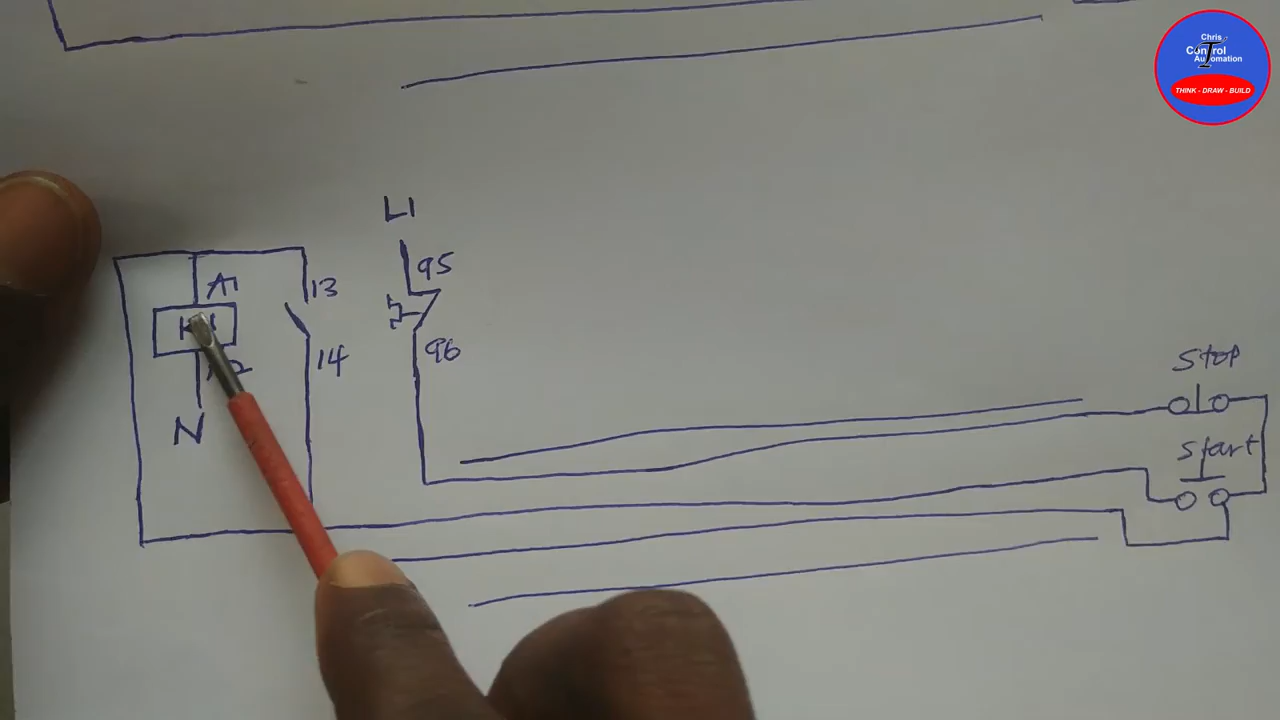 Chris
Control
Automation
THINK - DRAW - BUILD
L1
95
A1
13
96
14
Stop
N
Start